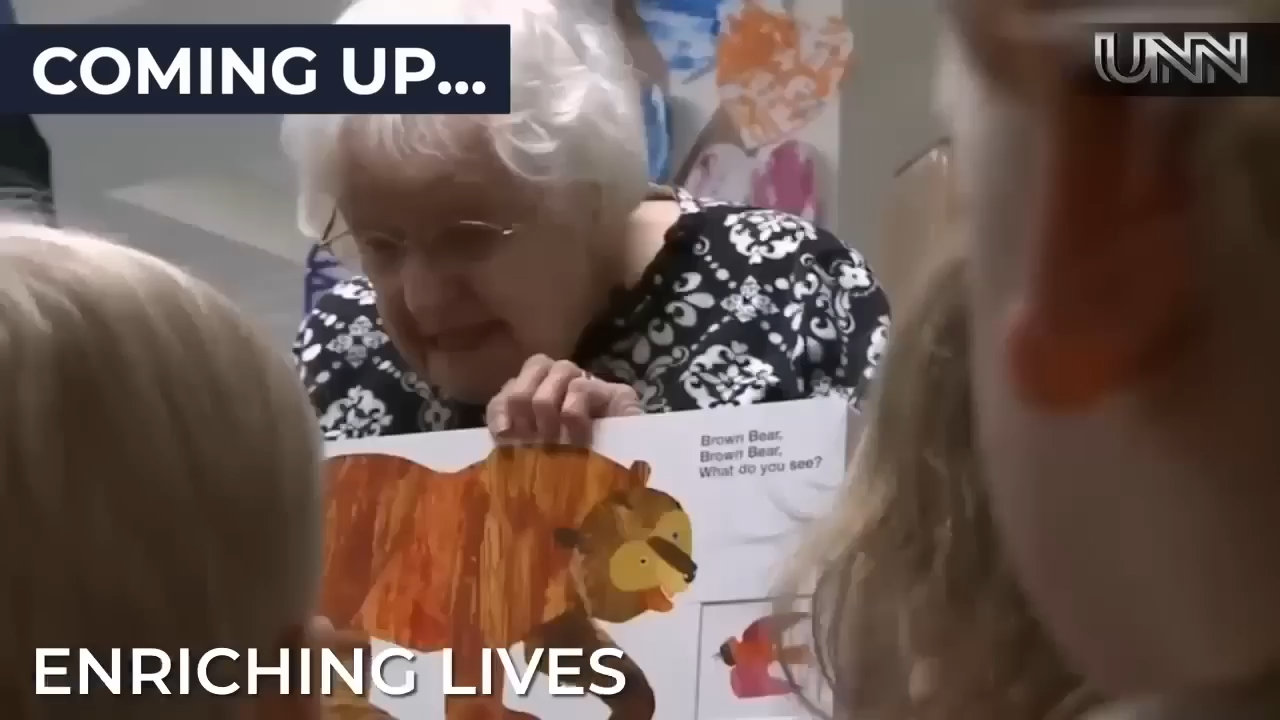 COMING UP...
UNN
Brown Bear,
Brown Bear,
What do you see?
ENRICHING LIVES